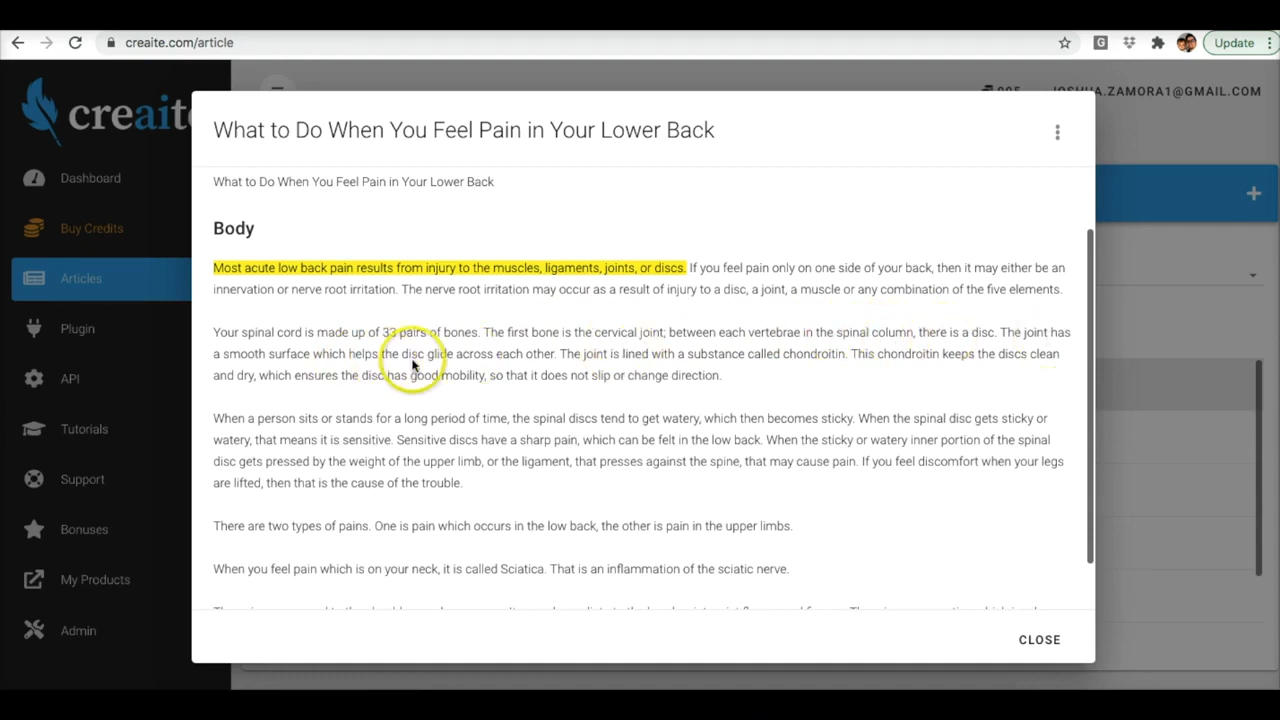 creaite.com/article
Update
creaite
JOSHUA.ZAMORA1@GMAIL.COM
Dashboard
Buy Credits
Articles
Plugin
API
Tutorials
Support
Bonuses
My Products
Admin
What to Do When You Feel Pain in Your Lower Back
What to Do When You Feel Pain in Your Lower Back
Body
Most acute low back pain results from injury to the muscles, ligaments, joints, or discs. If you feel pain only on one side of your back, then it may either be an
innervation or nerve root irritation. The nerve root irritation may occur as a result of injury to a disc, a joint, a muscle or any combination of the five elements.
Your spinal cord is made up of 33 pairs of bones. The first bone is the cervical joint; between each vertebrae in the spinal column, there is a disc. The joint has
a smooth surface which helps the disc glide across each other. The joint is lined with a substance called chondroitin. This chondroitin keeps the discs clean
and dry, which ensures the disc has good mobility, so that it does not slip or change direction.
When a person sits or stands for a long period of time, the spinal discs tend to get watery, which then becomes sticky. When the spinal disc gets sticky or
watery, that means it is sensitive. Sensitive discs have a sharp pain, which can be felt in the low back. When the sticky or watery inner portion of the spinal
disc gets pressed by the weight of the upper limb, or the ligament, that presses against the spine, that may cause pain. If you feel discomfort when your legs
are lifted, then that is the cause of the trouble.
There are two types of pains. One is pain which occurs in the low back, the other is pain in the upper limbs.
When you feel pain which is on your neck, it is called Sciatica. That is an inflammation of the sciatic nerve.
CLOSE